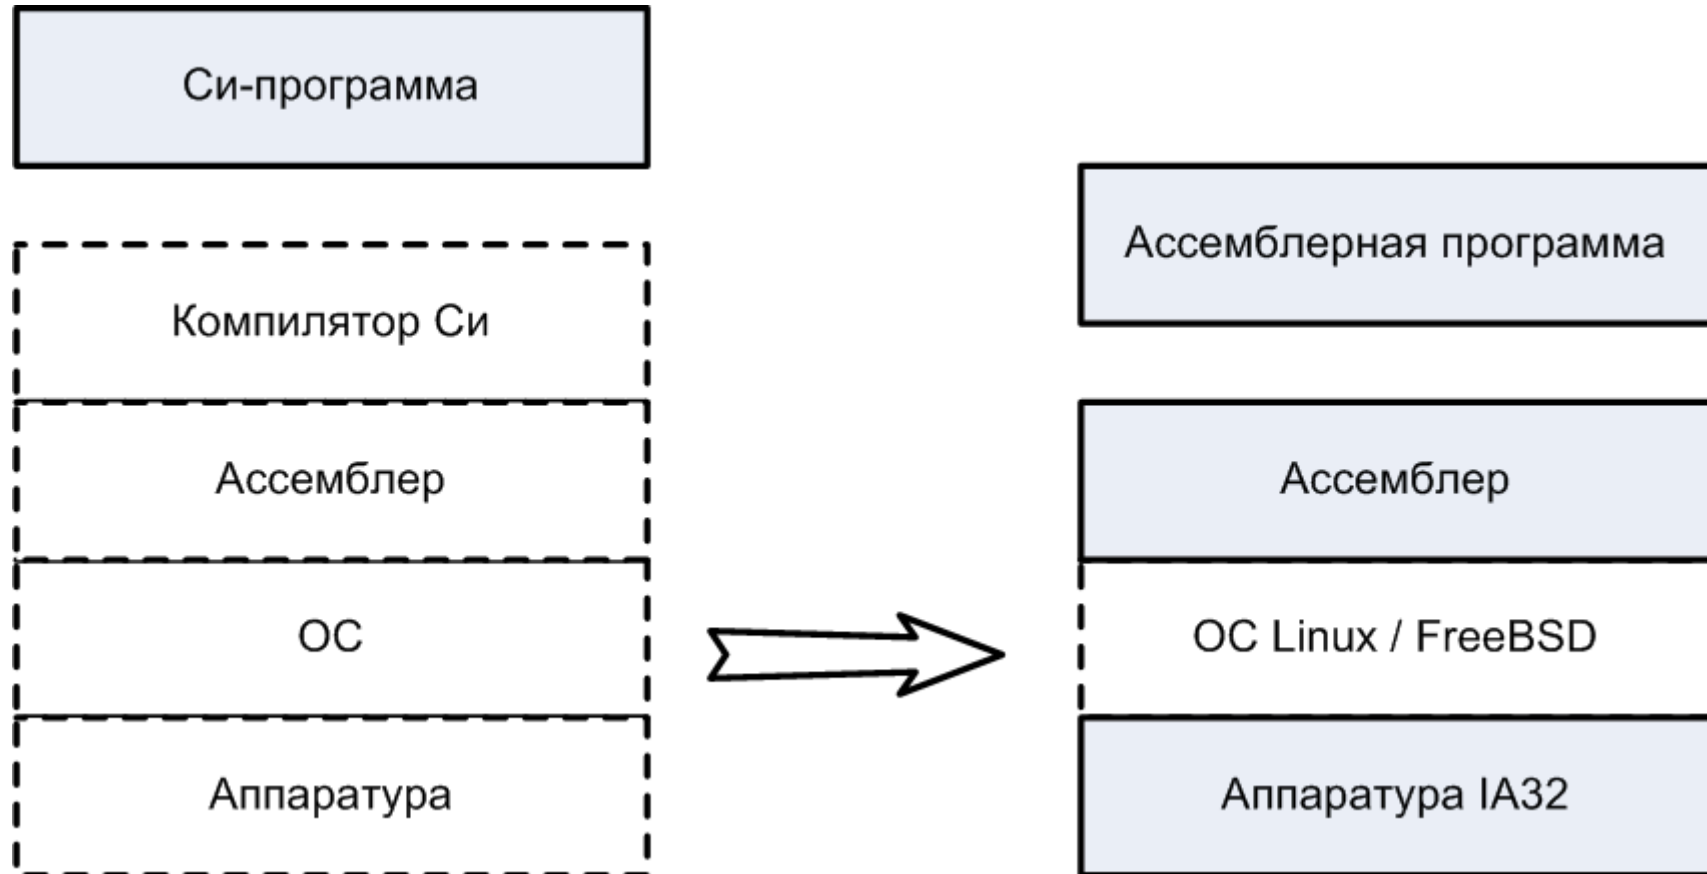 Си-программа
Компилятор Си
Ассемблер
ОС
Аппаратура
Ассемблерная программа
Ассемблер
ОС Linux / FreeBSD
Аппаратура IA32